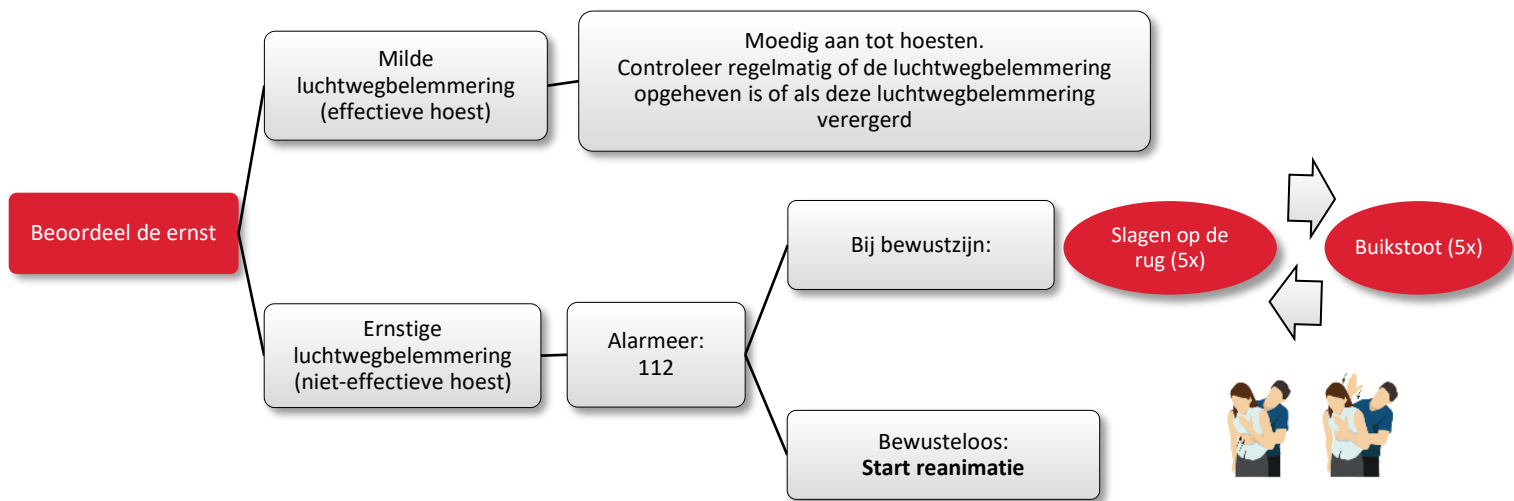 Milde
luchtwegbelemmering
(effectieve hoest)
Moedig aan tot hoesten.
Controleer regelmatig of de luchtwegbelemmering
opgeheven is of als deze luchtwegbelemmering
verergerd
Beoordeel de ernst
Ernstige
luchtwegbelemmering
(niet-effectieve hoest)
Alarmeer:
112
Bij bewustzijn:
Slagen op de
rug (5x)
Buikstoot (5x)
Bewusteloos:
Start reanimatie